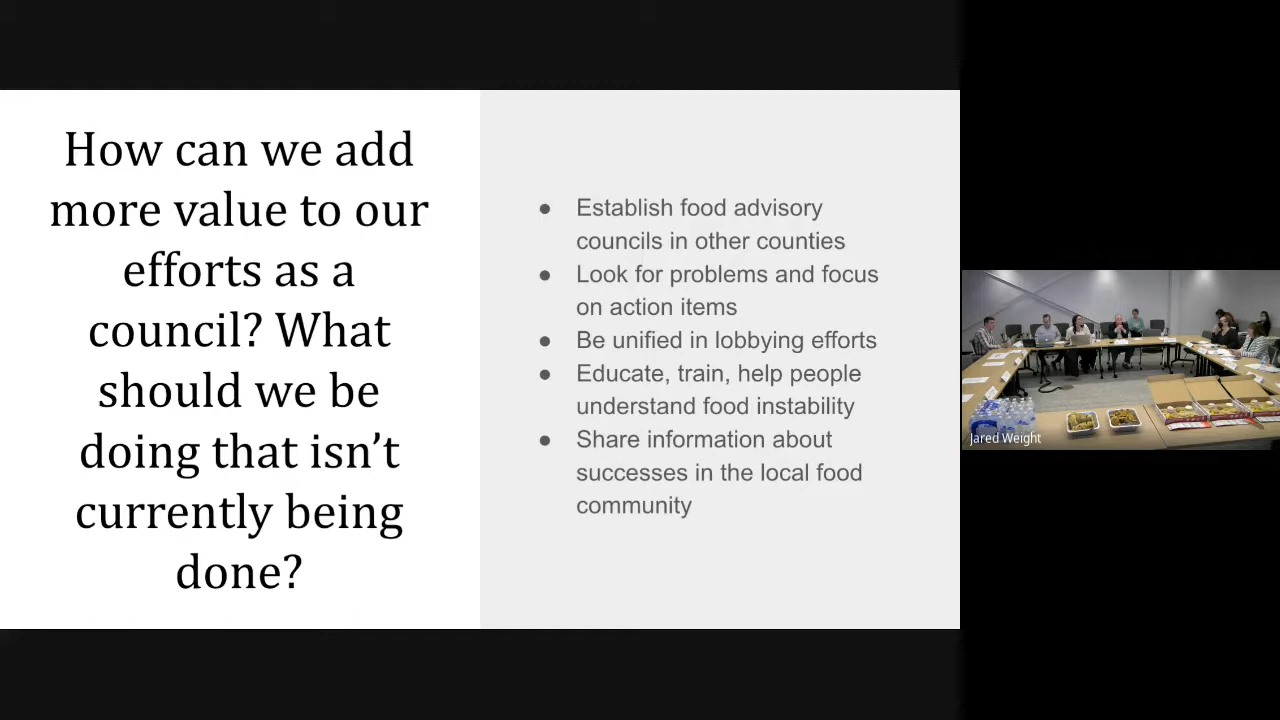 How can we add
more value to our
efforts as a
council? What
should we be
doing that isn’t
currently being
done?
● Establish food advisory
councils in other counties
● Look for problems and focus
on action items
● Be unified in lobbying efforts
● Educate, train, help people
understand food instability
● Share information about
successes in the local food
community
Jared Weight